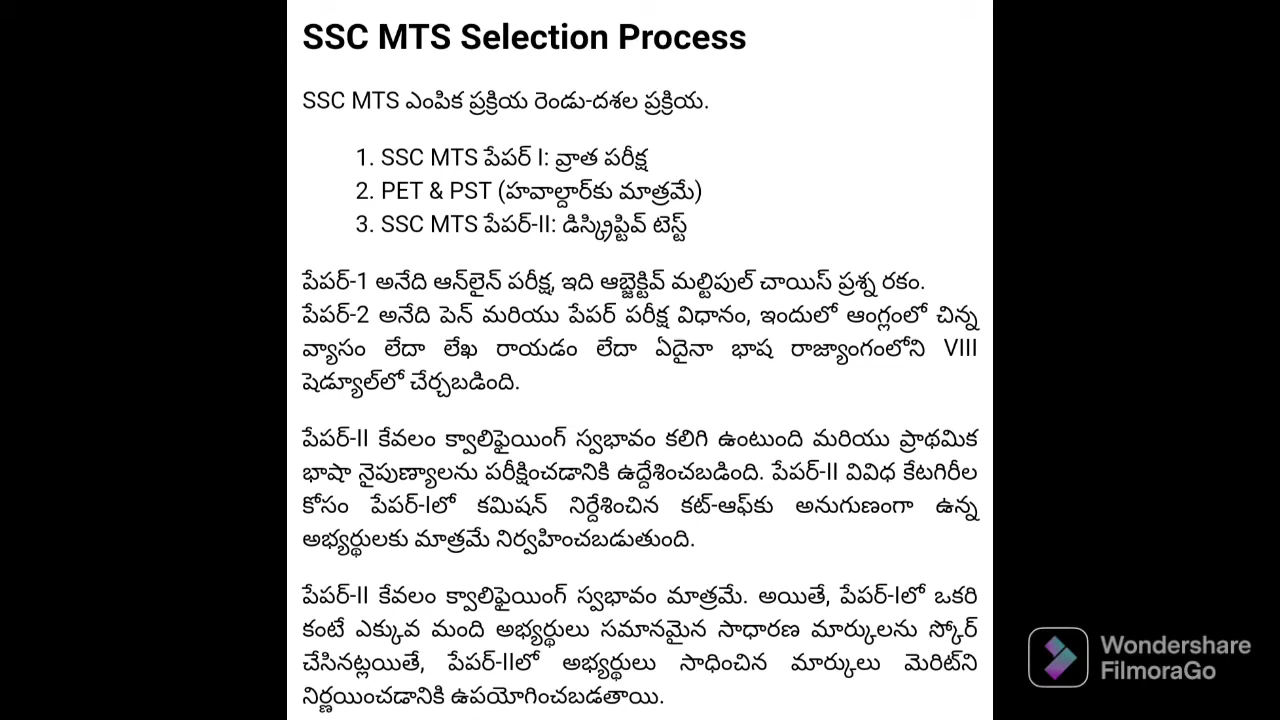 SSC MTS Selection Process
SSC MTS ఎంపిక ప్రక్రియ రెండు-దశల ప్రక్రియ.
1. SSC MTS పేపర్ I: వ్రాత పరీక్ష
2. PET & PST (హవాల్దార్‌కు మాత్రమే)
3. SSC MTS పేపర్-II: డిస్క్రిప్టివ్ టెస్ట్
పేపర్-1 అనేది ఆన్‌లైన్ పరీక్ష, ఇది ఆబ్జెక్టివ్ మల్టిపుల్ చాయిస్ ప్రశ్న రకం.
పేపర్-2 అనేది పెన్ మరియు పేపర్ పరీక్ష విధానం, ఇందులో ఆంగ్లంలో చిన్న
వ్యాసం లేదా లేఖ రాయడం లేదా ఏదైనా భాష రాజ్యాంగంలోని VIII
షెడ్యూల్‌లో చేర్చబడింది.
పేపర్-II కేవలం క్వాలిఫైయింగ్ స్వభావం కలిగి ఉంటుంది మరియు ప్రాథమిక
భాషా నైపుణ్యాలను పరీక్షించడానికి ఉద్దేశించబడింది. పేపర్-II వివిధ కేటగిరీల
కోసం పేపర్-Iలో కమిషన్ నిర్దేశించిన కట్-ఆఫ్‌కు అనుగుణంగా ఉన్న
అభ్యర్థులకు మాత్రమే నిర్వహించబడుతుంది.
పేపర్-II కేవలం క్వాలిఫైయింగ్ స్వభావం మాత్రమే. అయితే, పేపర్-Iలో ఒకరి
కంటే ఎక్కువ మంది అభ్యర్థులు సమానమైన సాధారణ మార్కులను స్కోర్
చేసినట్లయితే, పేపర్-IIలో అభ్యర్థులు సాధించిన మార్కులు మెరిట్‌ని
నిర్ణయించడానికి ఉపయోగించబడతాయి.
Wondershare
FilmoraGo